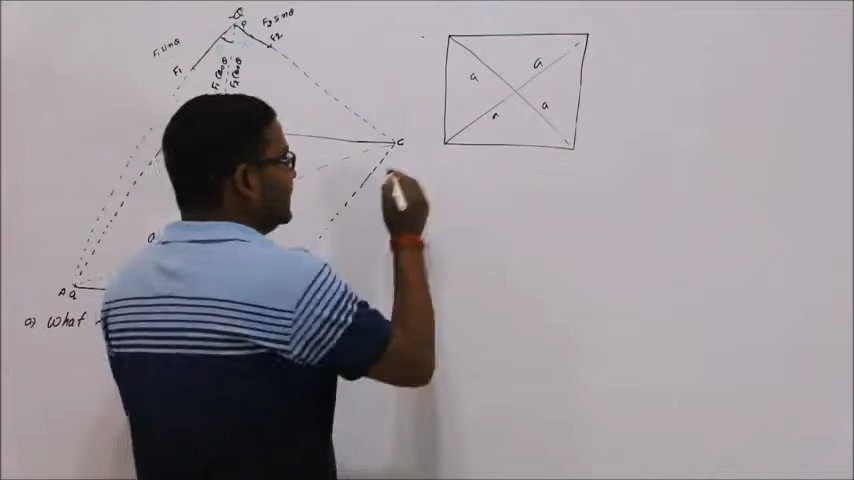 -Q
P
F₁ sinθ
F₂ sinθ
F₁
F₂
F₁ Cosθ
F₂ Cosθ
C
a
A Q
a) What
G
G
a